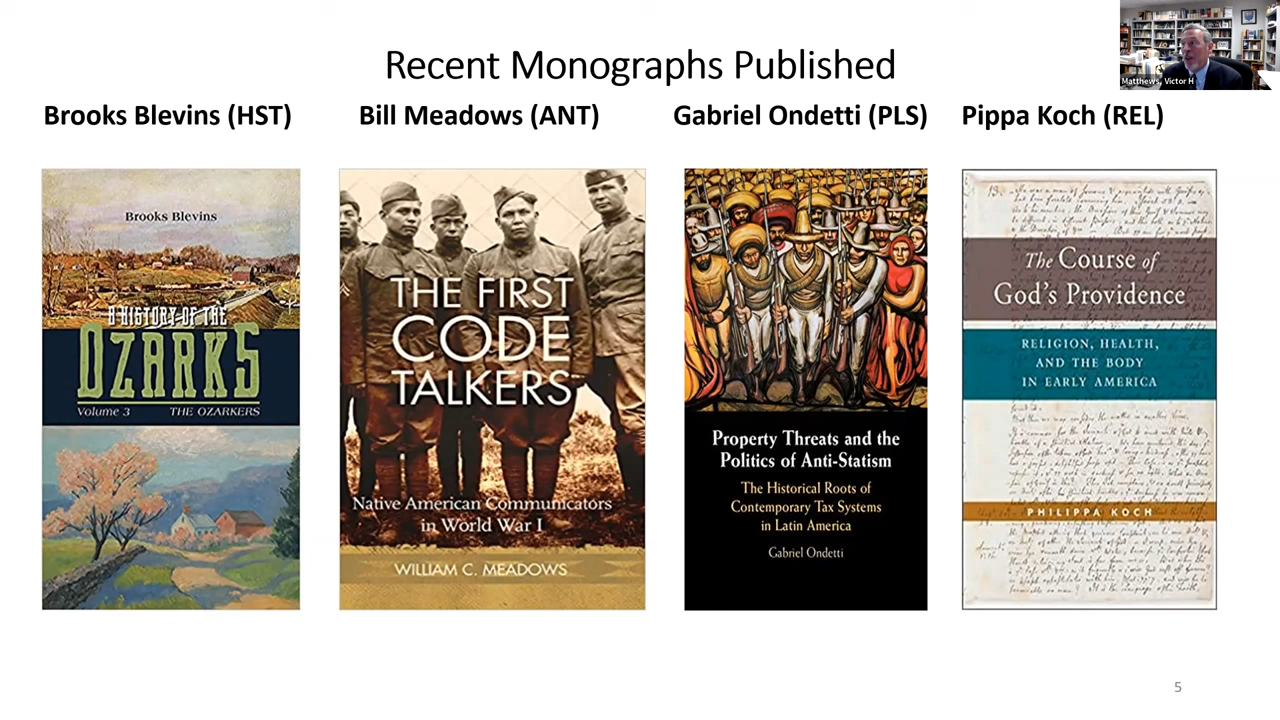 Recent Monographs Published
Matthews, Victor H
Brooks Blevins (HST)
Bill Meadows (ANT)
Gabriel Ondetti (PLS)
Pippa Koch (REL)
Brooks Blevins
A HISTORY OF THE
OZARKS
Volume 3 THE OZARKERS
THE FIRST
CODE
TALKERS
Native American Communicators
in World War I
WILLIAM C. MEADOWS
Property Threats and the
Politics of Anti-Statism
The Historical Roots of
Contemporary Tax Systems
in Latin America
Gabriel Ondetti
The Course of
God's Providence
RELIGION, HEALTH,
AND THE BODY
IN EARLY AMERICA
PHILIPPA KOCH
5